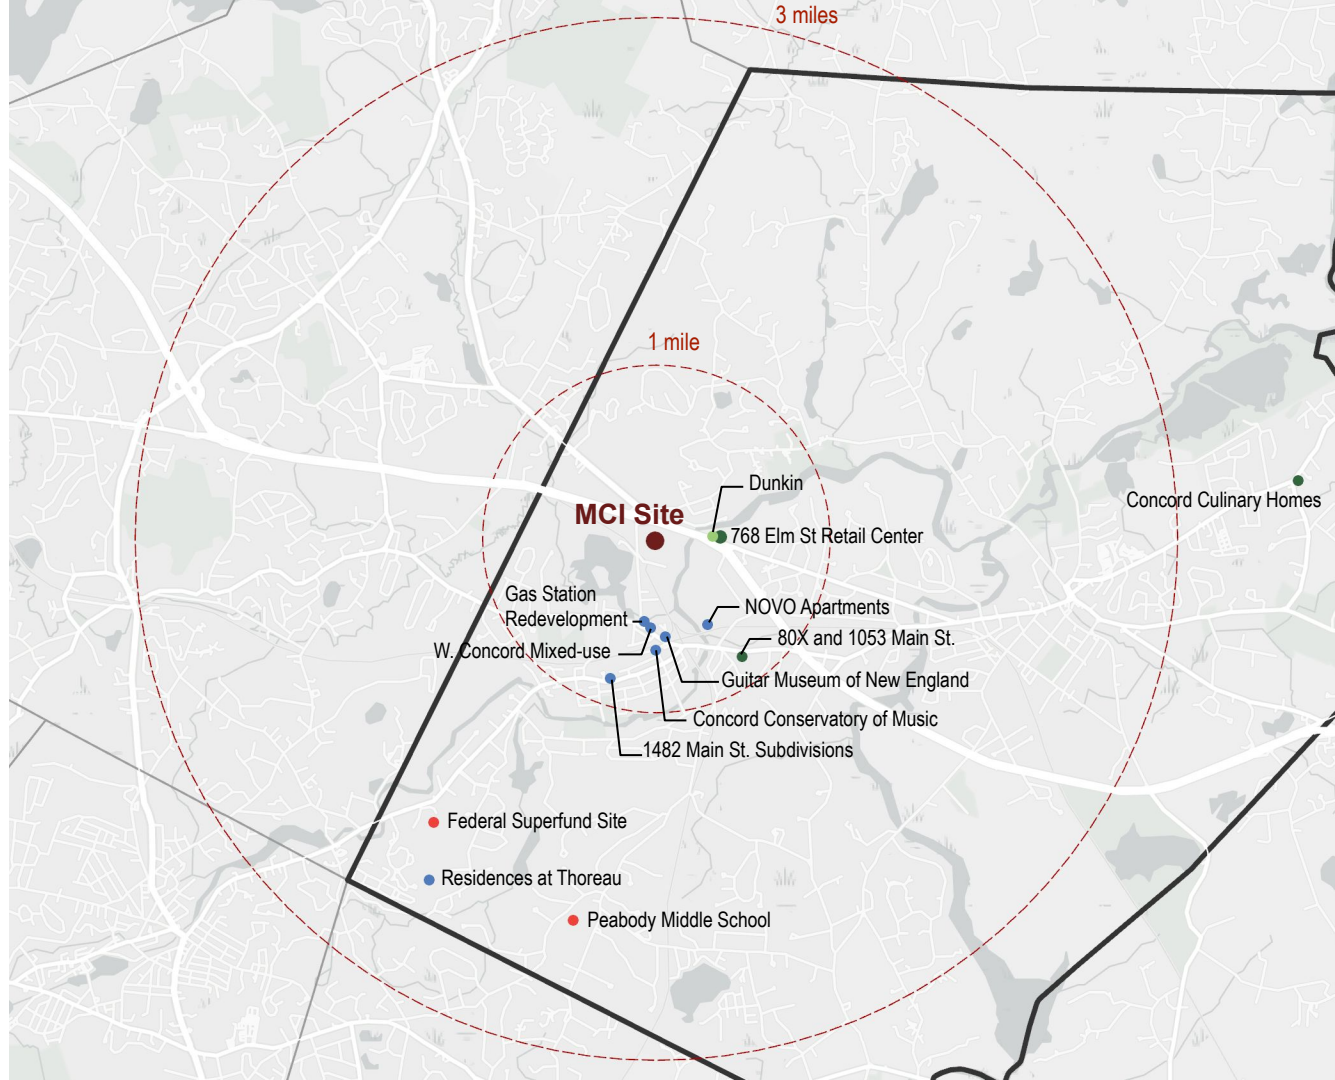 3 miles
1 mile
Dunkin
Concord Culinary Homes
MCI Site
768 Elm St Retail Center
Gas Station
Redevelopment
NOVO Apartments
80X and 1053 Main St.
W. Concord Mixed-use
Guitar Museum of New England
Concord Conservatory of Music
1482 Main St. Subdivisions
Federal Superfund Site
Residences at Thoreau
Peabody Middle School